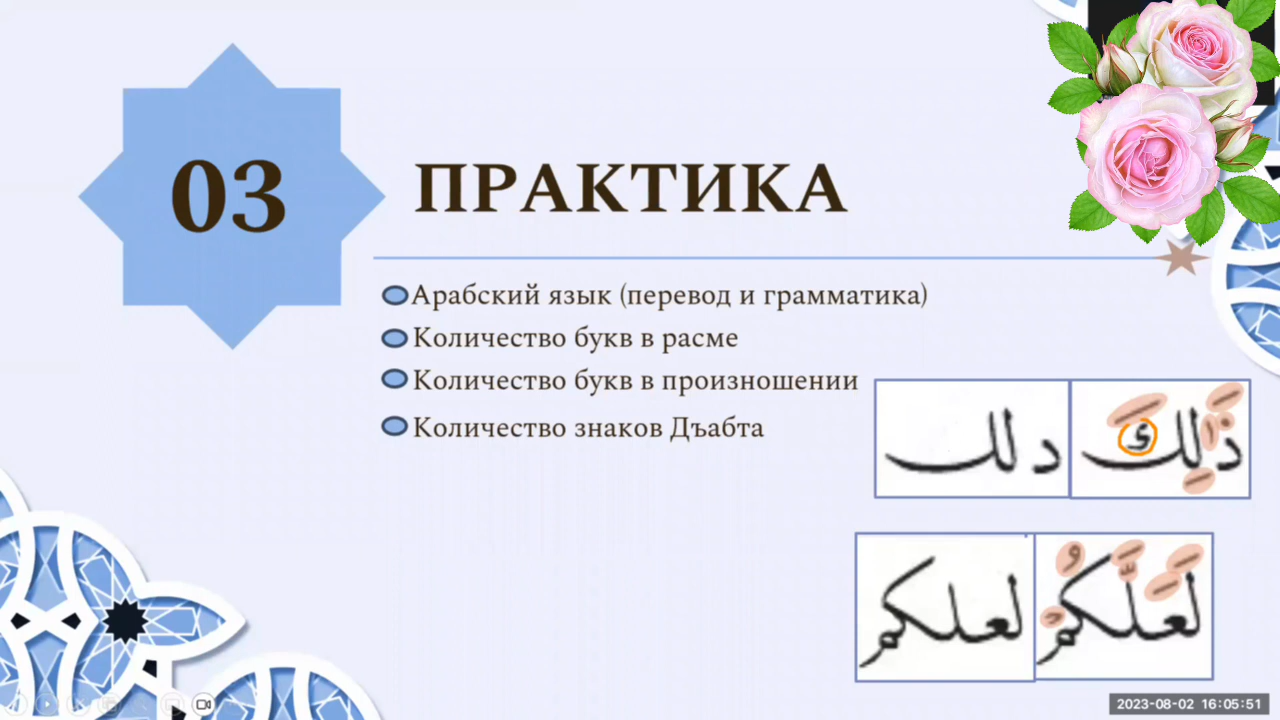 03
ПРАКТИКА
Арабский язык (перевод и грамматика)
Количество букв в расме
Количество букв в произношении
Количество знаков Дъабта
د لك ذَٰلِكَ
لعلكم لَعَلَّكُمْ
2023-08-02 16:05:51